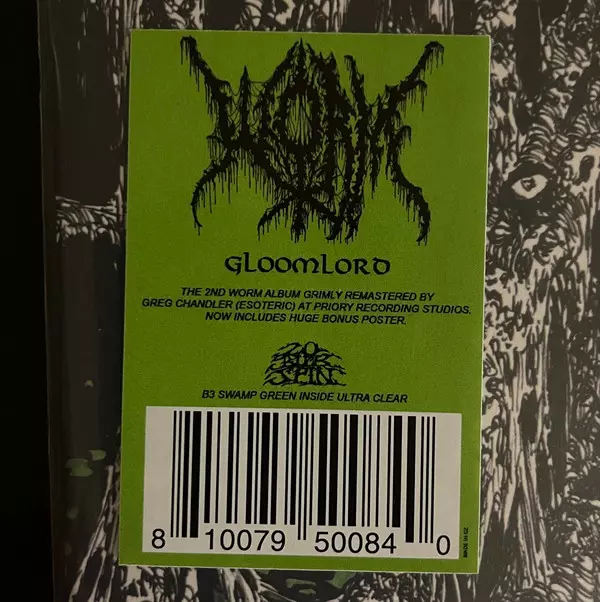 WORM
GLOOMLORD
THE 2ND WORM ALBUM GRIMLY REMASTERED BY
GREG CHANDLER (ESOTERIC) AT PRIORY RECORDING STUDIOS.
NOW INCLUDES HUGE BONUS POSTER.
20
BUCK
SPIN
B3 SWAMP GREEN INSIDE ULTRA CLEAR
8 10079 50084 0